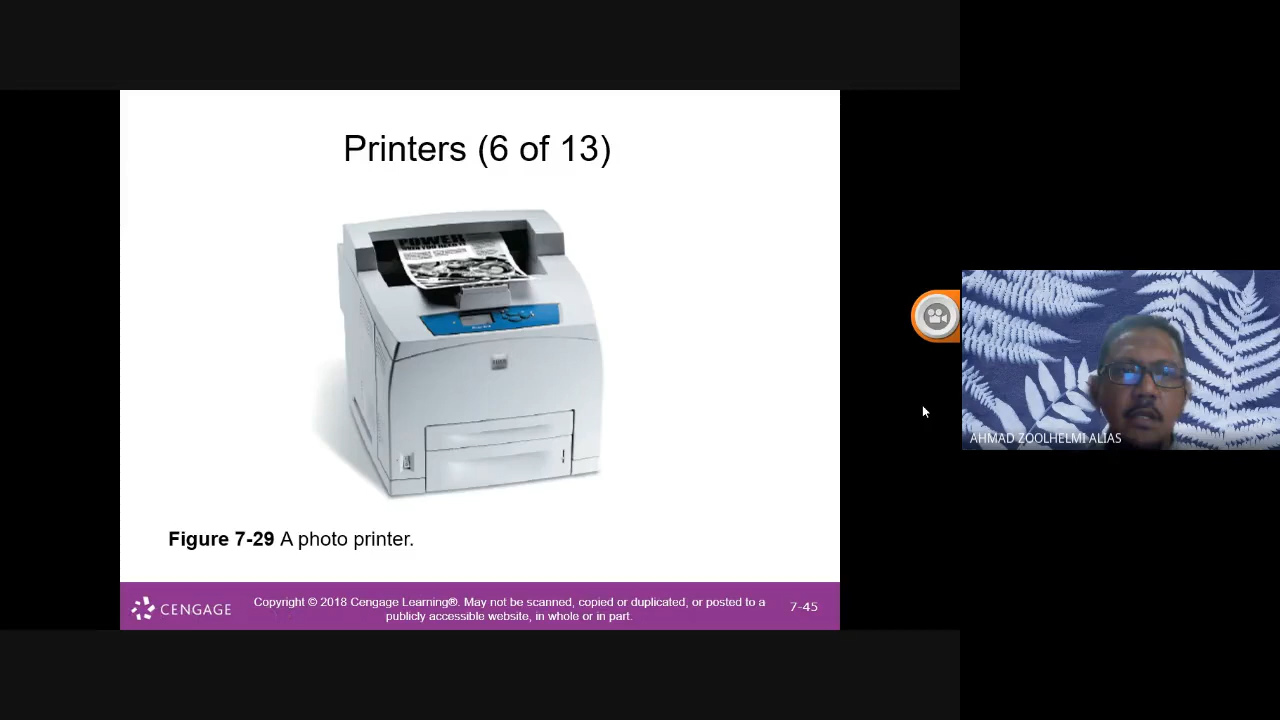 Printers (6 of 13)
POWER
Figure 7-29 A photo printer.
CENGAGE
Copyright © 2018 Cengage Learning®. May not be scanned, copied or duplicated, or posted to a
publicly accessible website, in whole or in part.
7-45
AHMAD ZOOLHELMI ALIAS